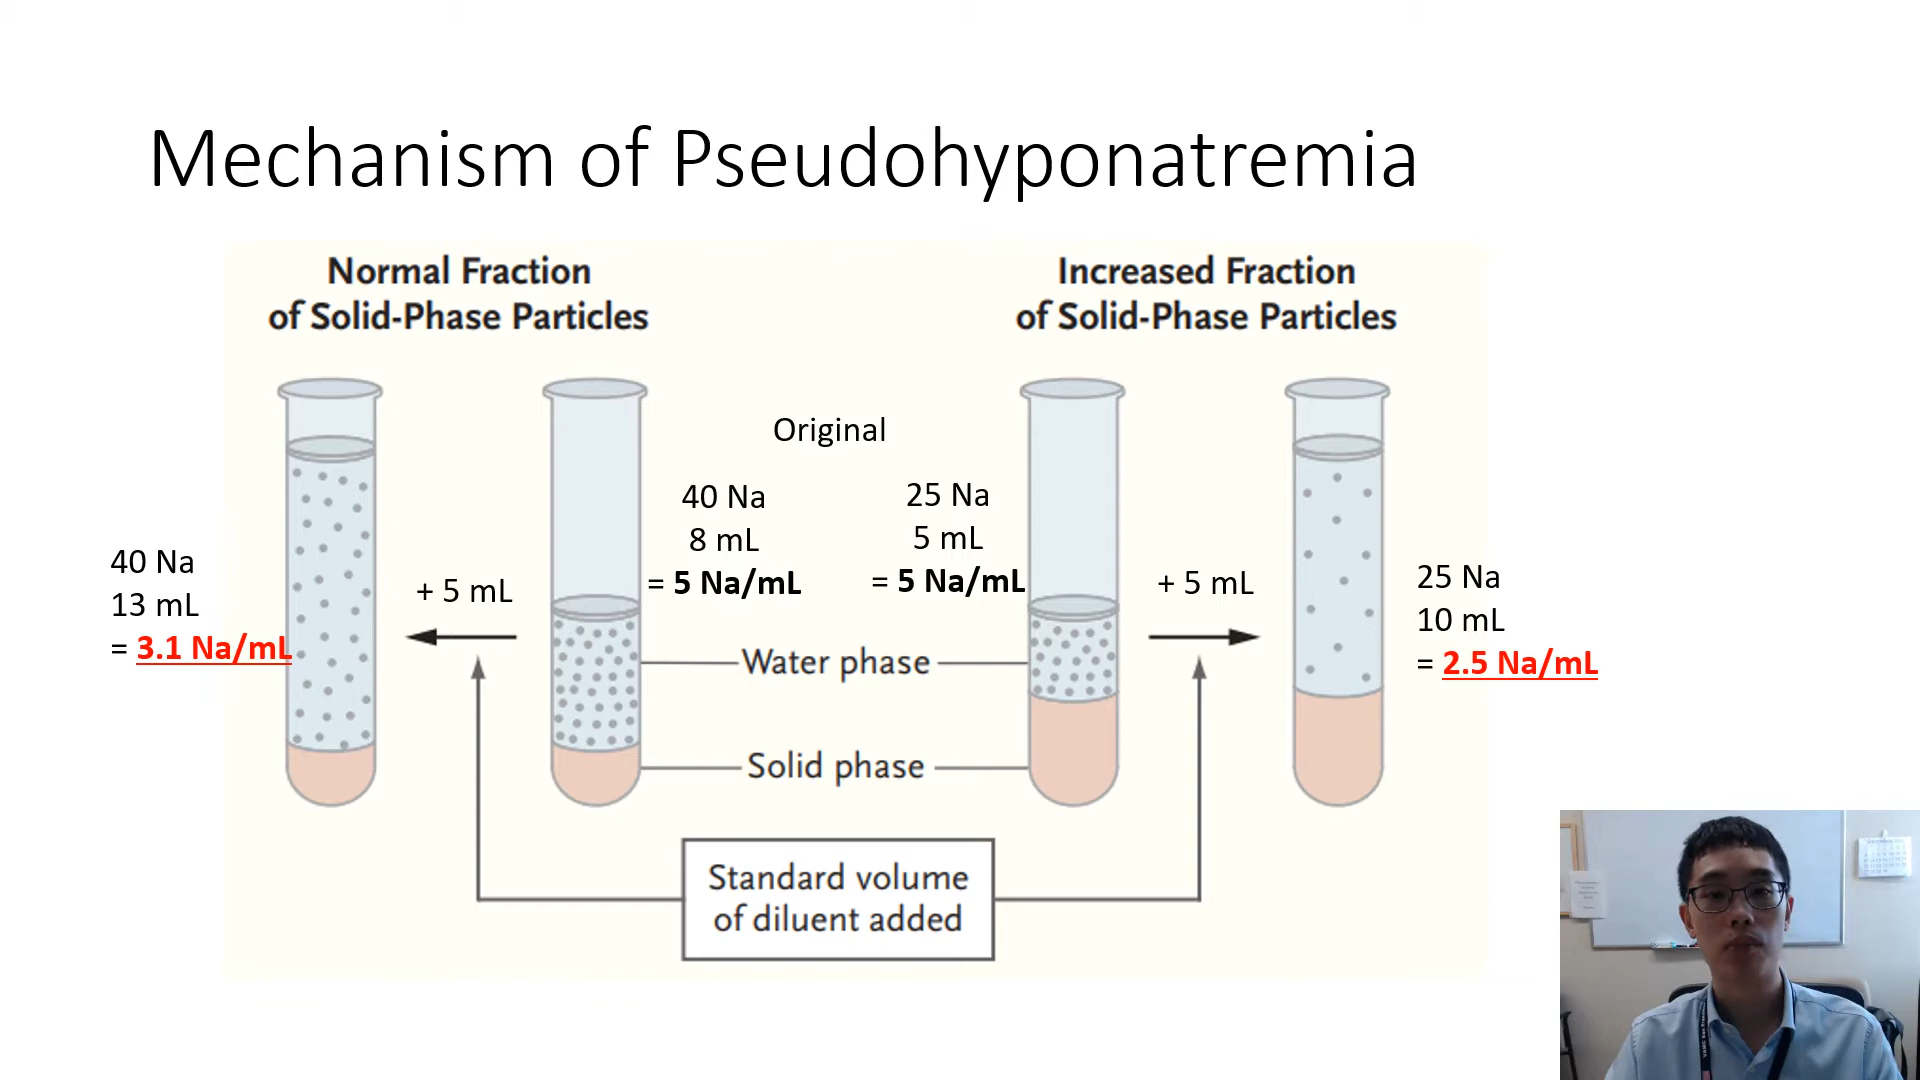 Mechanism of Pseudohyponatremia
Normal Fraction
of Solid-Phase Particles
Increased Fraction
of Solid-Phase Particles
Original
40 Na
8 mL
= 5 Na/mL
25 Na
5 mL
= 5 Na/mL
40 Na
13 mL
= 3.1 Na/mL
+ 5 mL
+ 5 mL
25 Na
10 mL
= 2.5 Na/mL
Water phase
Solid phase
Standard volume
of diluent added